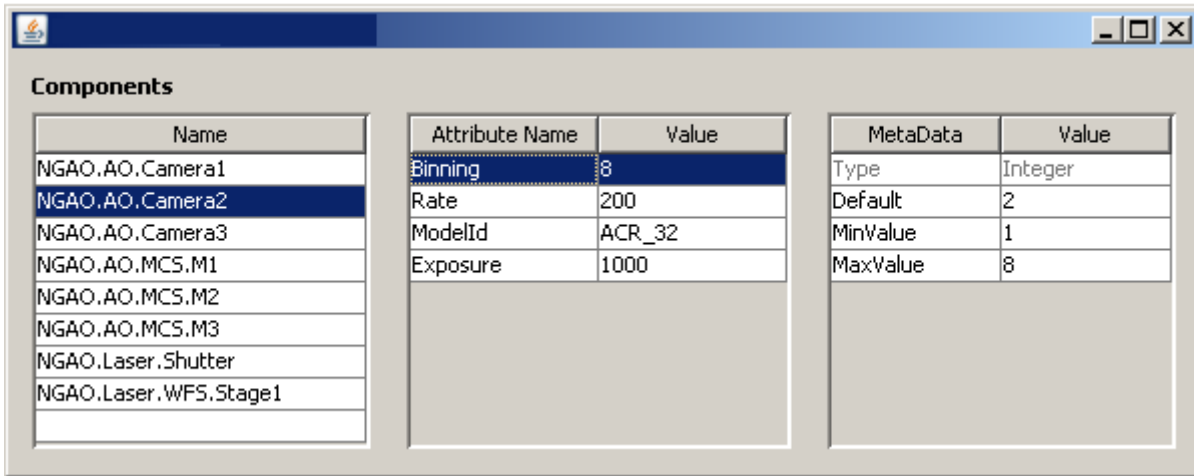 Components
Name
NGAO.AO.Camera1
NGAO.AO.Camera2
NGAO.AO.Camera3
NGAO.AO.MCS.M1
NGAO.AO.MCS.M2
NGAO.AO.MCS.M3
NGAO.Laser.Shutter
NGAO.Laser.WFS.Stage1
Attribute Name Value
Binning 8
Rate 200
ModelId ACR_32
Exposure 1000
MetaData Value
Type Integer
Default 2
MinValue 1
MaxValue 8